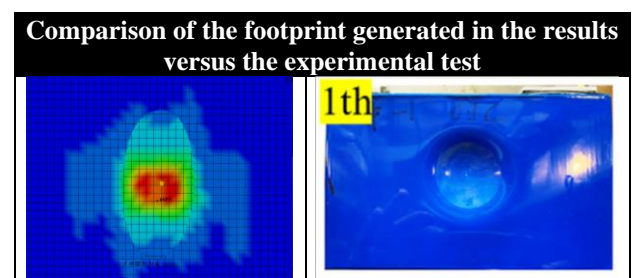 Comparison of the footprint generated in the results
versus the experimental test
1th